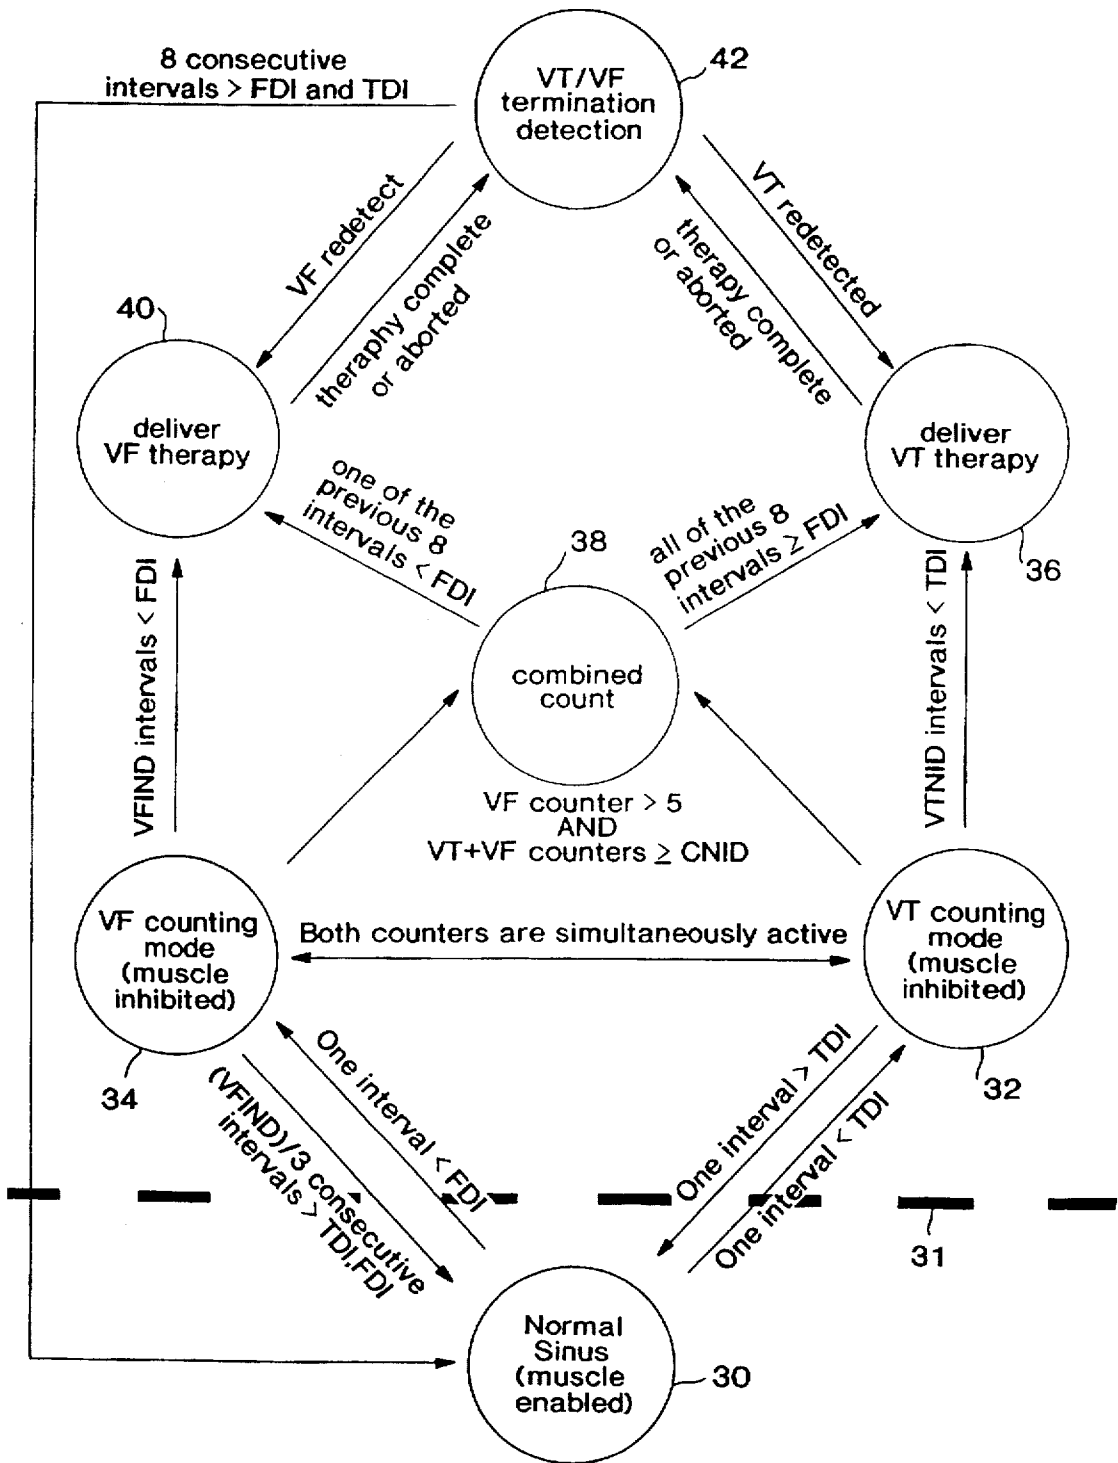 8 consecutive
intervals > FDI and TDI
VT/VF
termination
detection
42
VF redetect
theraphy complete
or aborted
VT redetected
therapy complete
or aborted
40
deliver
VF therapy
deliver
VT therapy
36
one of the
previous 8
intervals < FDI
38
all of the
previous 8
intervals ≥ FDI
VFIND intervals < FDI
combined
count
VTNID intervals < TDI
VF counter > 5
AND
VT+VF counters ≥ CNID
VF counting
mode
(muscle
inhibited)
34
Both counters are simultaneously active
VT counting
mode
(muscle
inhibited)
32
(VFIND)/3 consecutive
intervals > TDI,FDI
One interval < FDI
One interval > TDI
One interval < TDI
31
Normal
Sinus
(muscle
enabled)
30